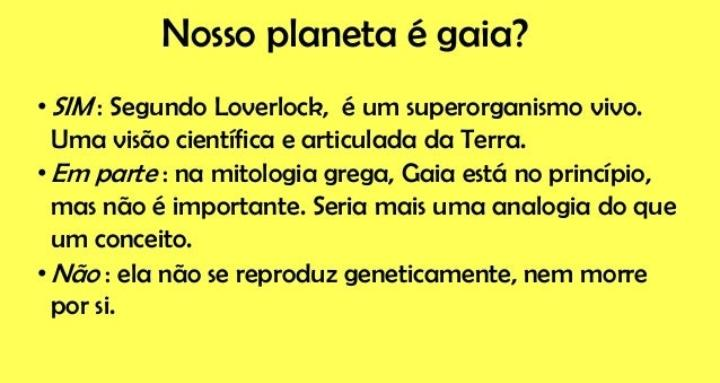 Nosso planeta é gaia?
• SIM : Segundo Loverlock, é um superorganismo vivo.
Uma visão científica e articulada da Terra.
• Em parte : na mitologia grega, Gaia está no princípio,
mas não é importante. Seria mais uma analogia do que
um conceito.
• Não : ela não se reproduz geneticamente, nem morre
por si.